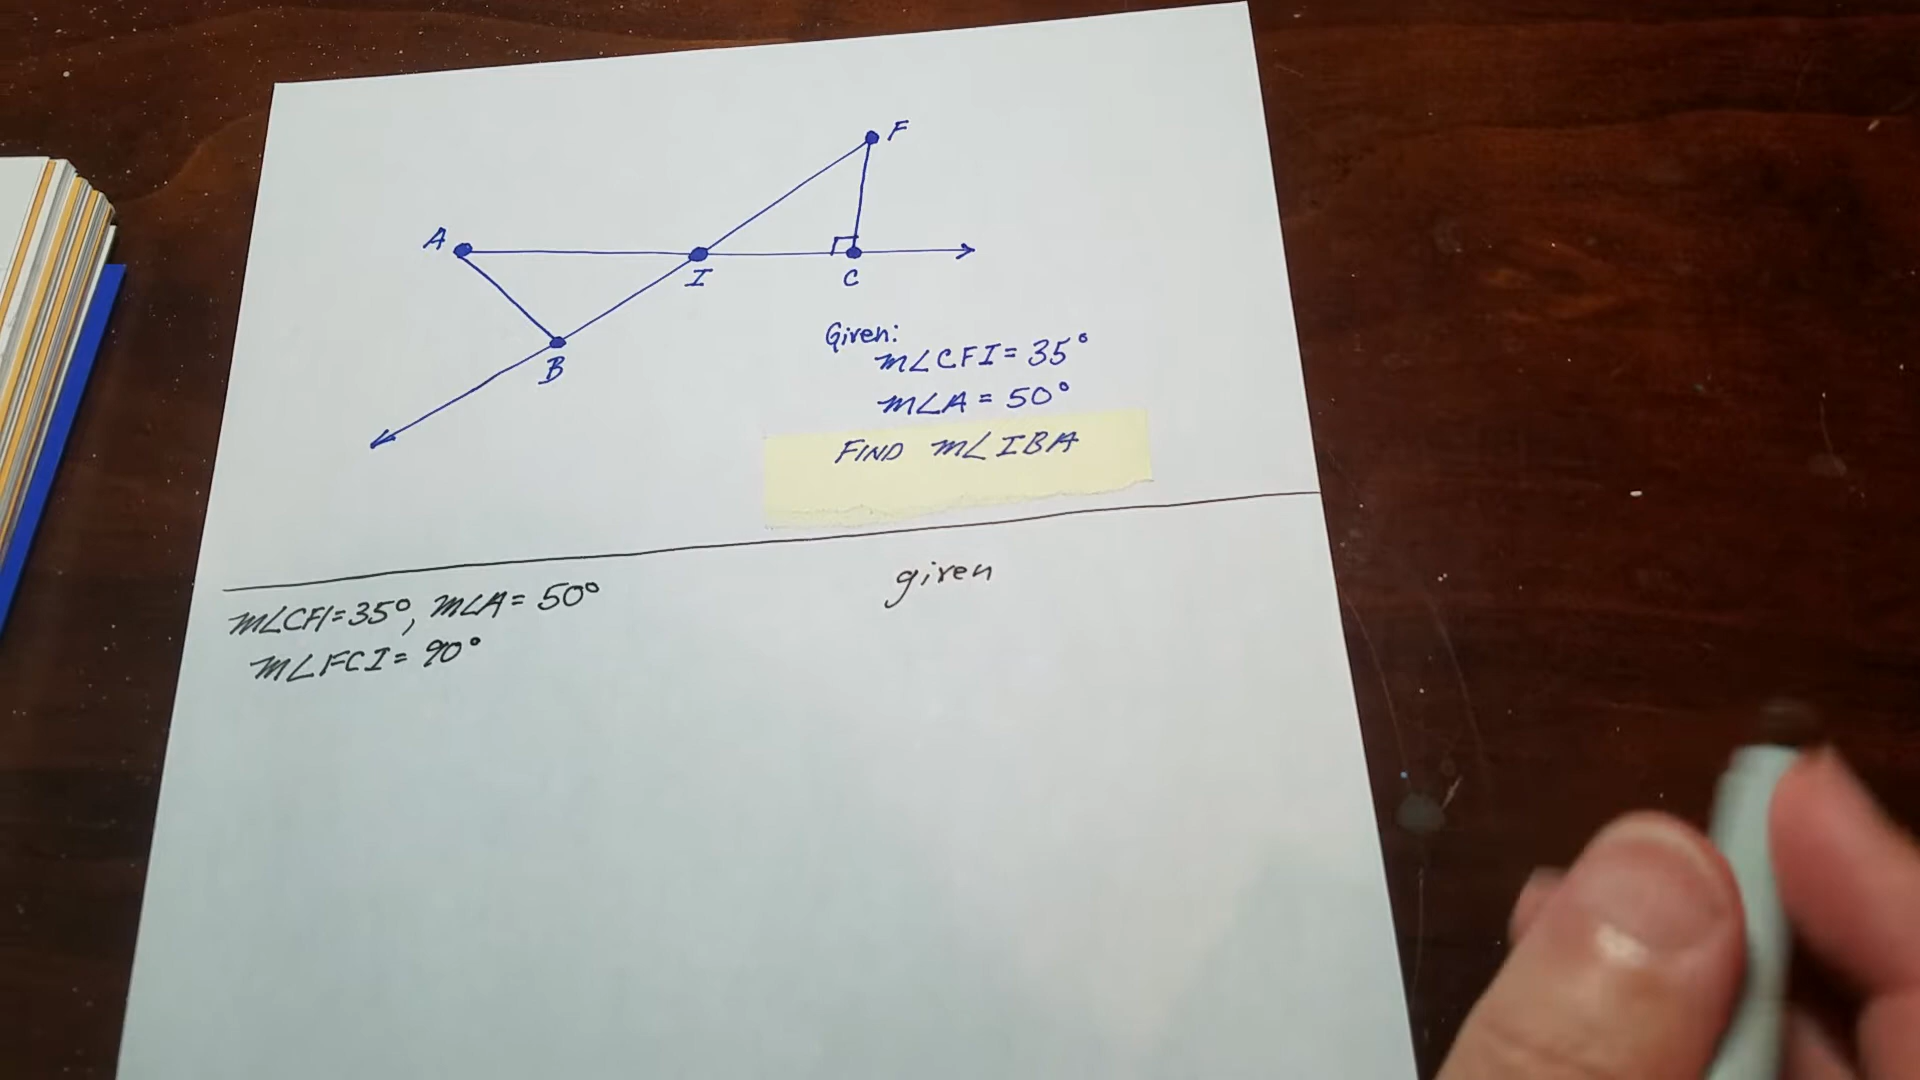 F
A
I
C
B
Given:
m∠CFI = 35°
m∠A = 50°
FIND m∠IBA
given
m∠CFI = 35°, m∠A = 50°
m∠FCI = 90°